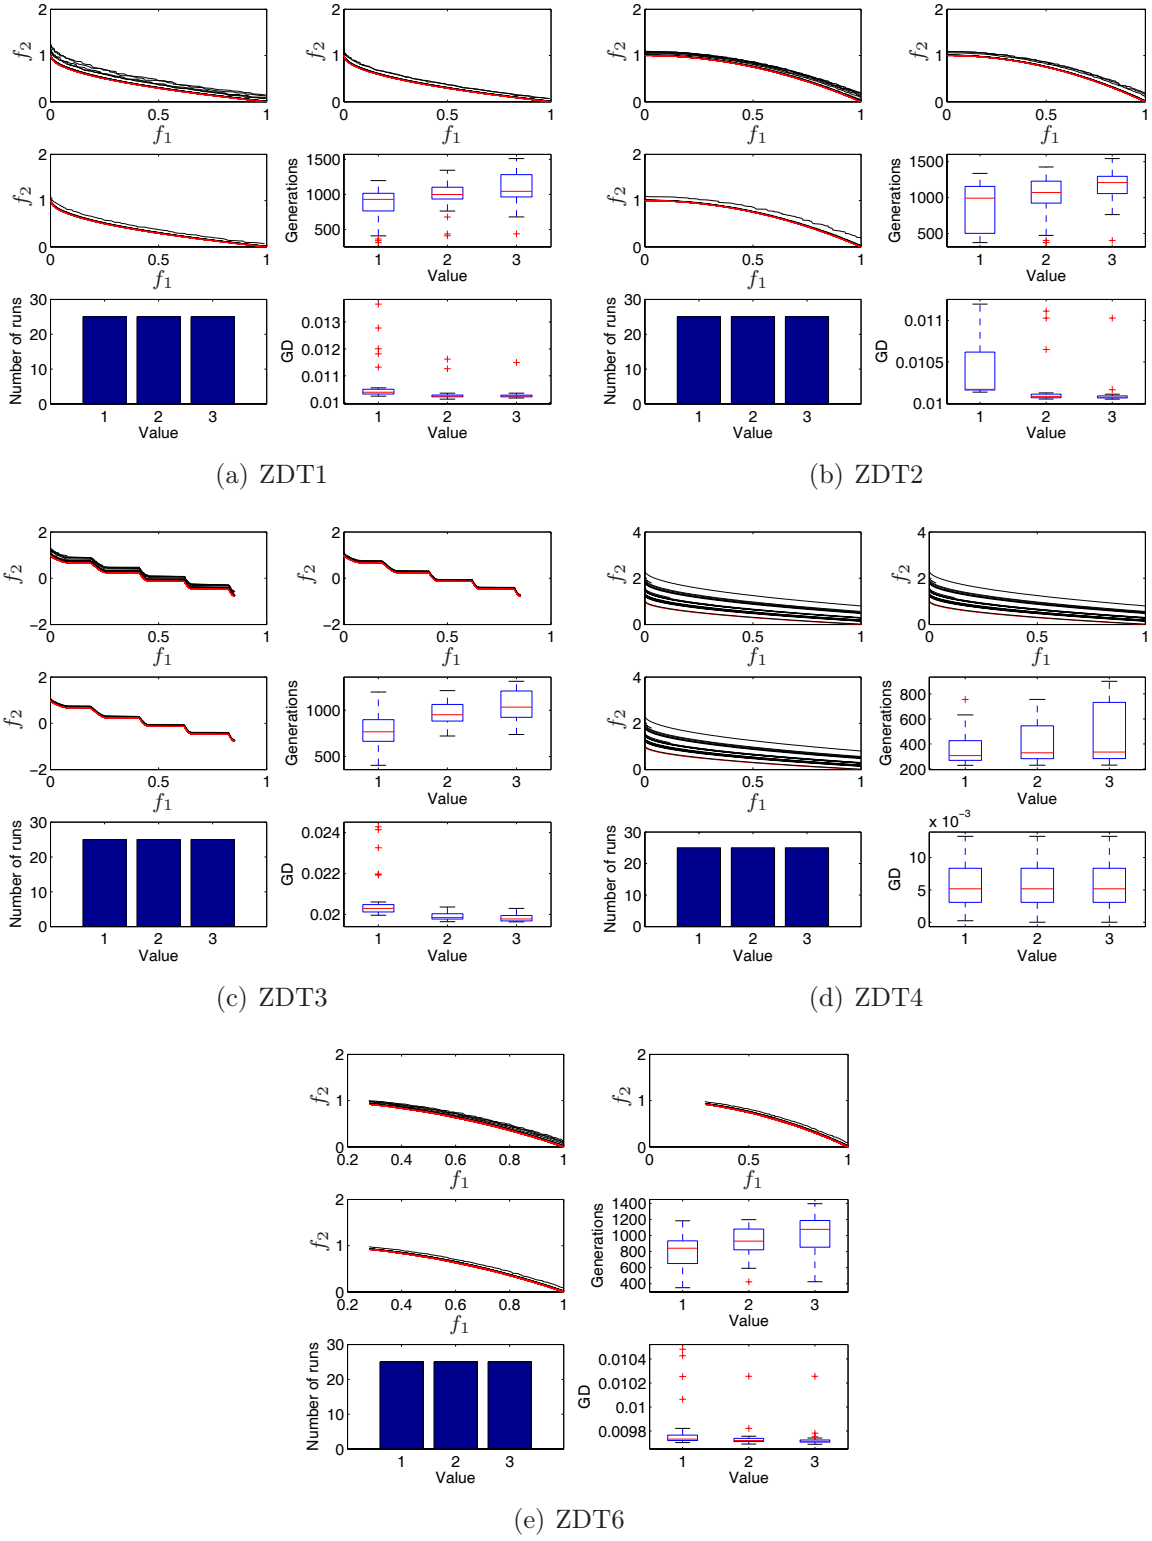 f₂
2
1
0
0 0.5 1
f₁
f₂
2
1
0
0 0.5 1
f₁
f₂
2
1
0
0 0.5 1
f₁
Generations
1500
1000
500
1 2 3
Value
Number of runs
30
20
10
0
1 2 3
Value
GD
0.013
0.012
0.011
0.01
1 2 3
Value
(a) ZDT1
f₂
2
1
0
0 0.5 1
f₁
f₂
2
1
0
0 0.5 1
f₁
f₂
2
1
0
0 0.5 1
f₁
Generations
1500
1000
500
1 2 3
Value
Number of runs
30
20
10
0
1 2 3
Value
GD
0.011
0.0105
0.01
1 2 3
Value
(b) ZDT2
f₂
2
0
−2
0 0.5 1
f₁
f₂
2
0
−2
0 0.5 1
f₁
f₂
2
0
−2
0 0.5 1
f₁
Generations
1000
500
1 2 3
Value
Number of runs
30
20
10
0
1 2 3
Value
GD
0.024
0.022
0.02
1 2 3
Value
(c) ZDT3
f₂
4
2
0
0 0.5 1
f₁
f₂
4
2
0
0 0.5 1
f₁
f₂
4
2
0
0 0.5 1
f₁
Generations
800
600
400
200
1 2 3
Value
Number of runs
30
20
10
0
1 2 3
Value
x 10⁻³
GD
10
5
0
1 2 3
Value
(d) ZDT4
f₂
2
1
0
0.2 0.4 0.6 0.8 1
f₁
f₂
2
1
0
0 0.5 1
f₁
f₂
2
1
0
0.2 0.4 0.6 0.8 1
f₁
Generations
1400
1200
1000
800
600
400
1 2 3
Value
Number of runs
30
20
10
0
1 2 3
Value
GD
0.0104
0.0102
0.01
0.0098
1 2 3
Value
(e) ZDT6